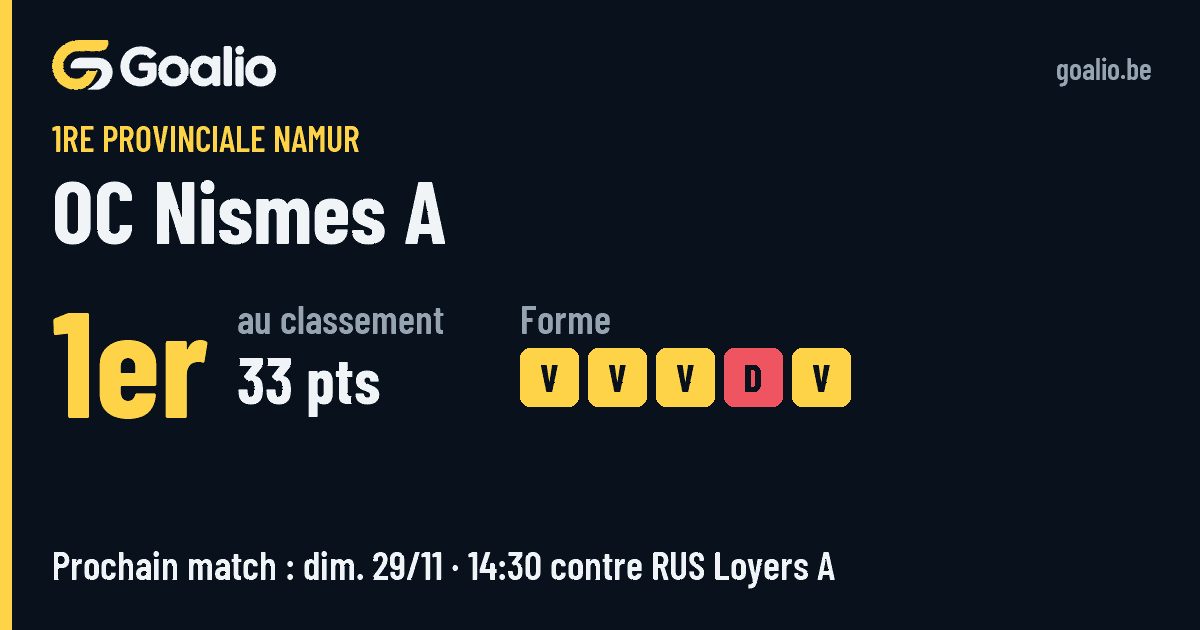 Goalio
goalio.be
1RE PROVINCIALE NAMUR
OC Nismes A
1er
au classement
33 pts
Forme
V V V D V
Prochain match : dim. 29/11 · 14:30 contre RUS Loyers A